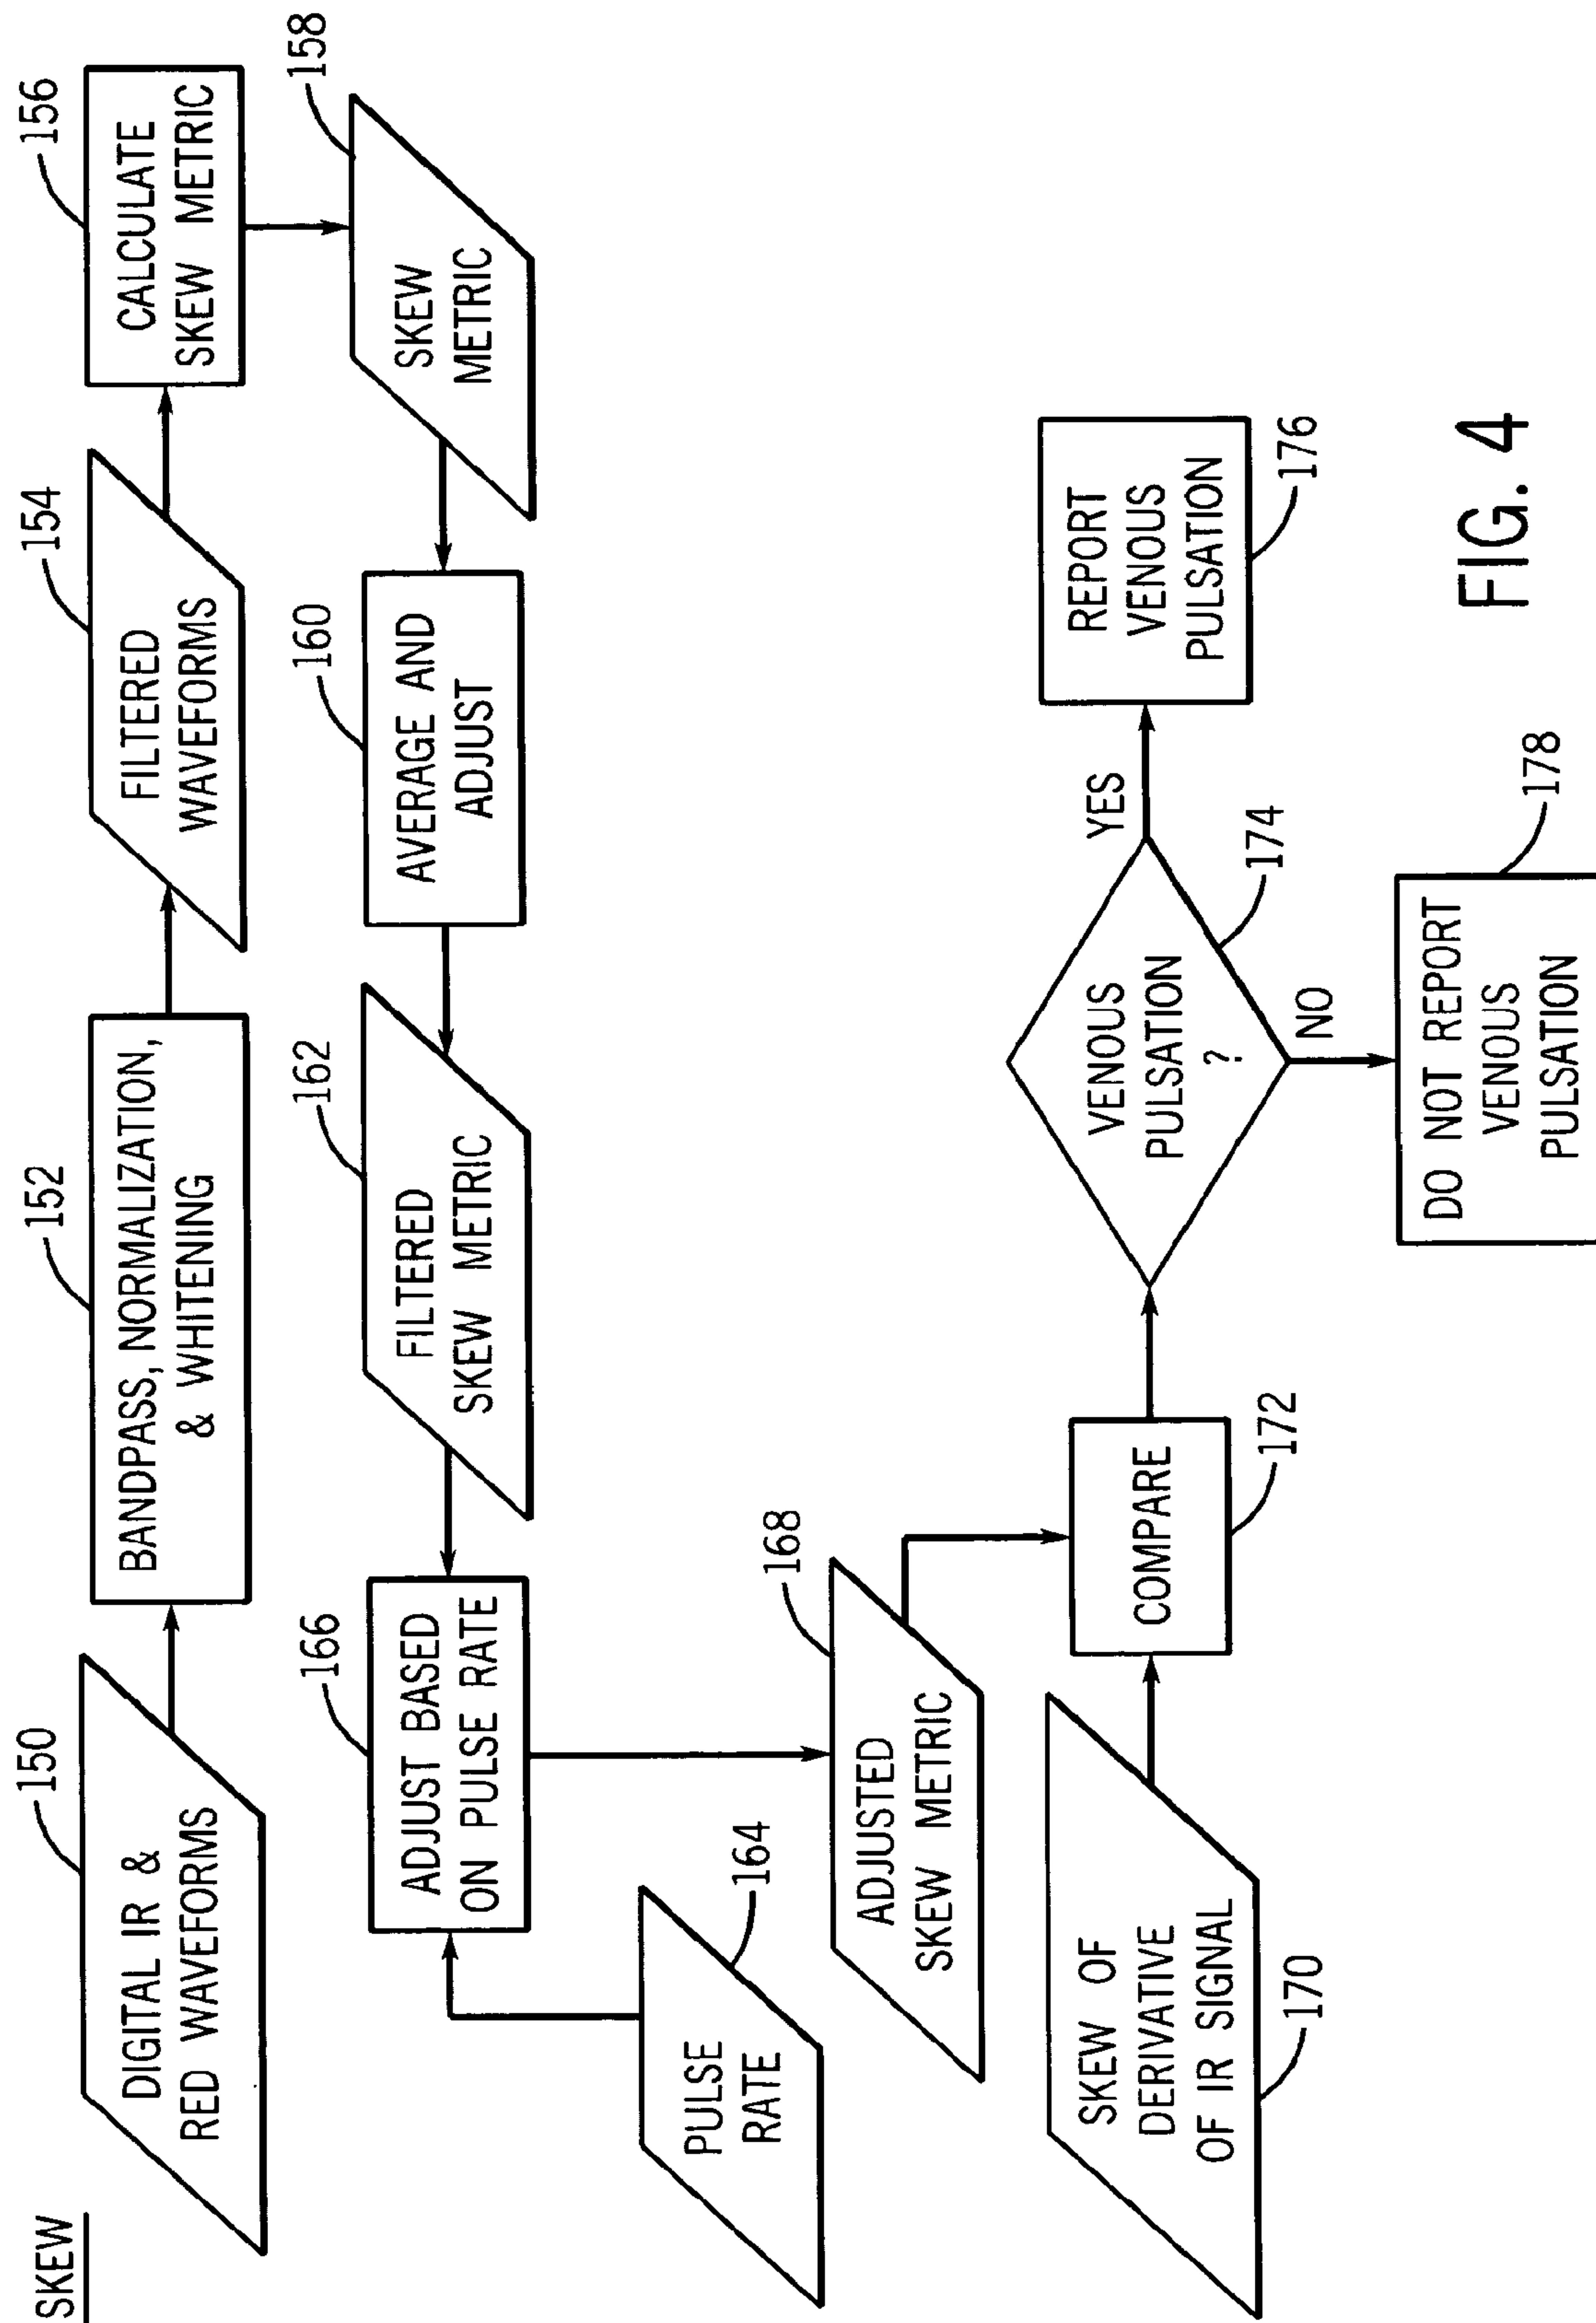 SKEW
150
DIGITAL IR &
RED WAVEFORMS
152
BANDPASS, NORMALIZATION,
& WHITENING
154
FILTERED
WAVEFORMS
156
CALCULATE
SKEW METRIC
158
SKEW
METRIC
160
AVERAGE AND
ADJUST
162
FILTERED
SKEW METRIC
166
ADJUST BASED
ON PULSE RATE
164
PULSE
RATE
168
ADJUSTED
SKEW METRIC
170
SKEW OF
DERIVATIVE
OF IR SIGNAL
COMPARE
172
VENOUS
PULSATION
?
174
YES
REPORT
VENOUS
PULSATION
176
NO
DO NOT REPORT
VENOUS
PULSATION
178
FIG. 4